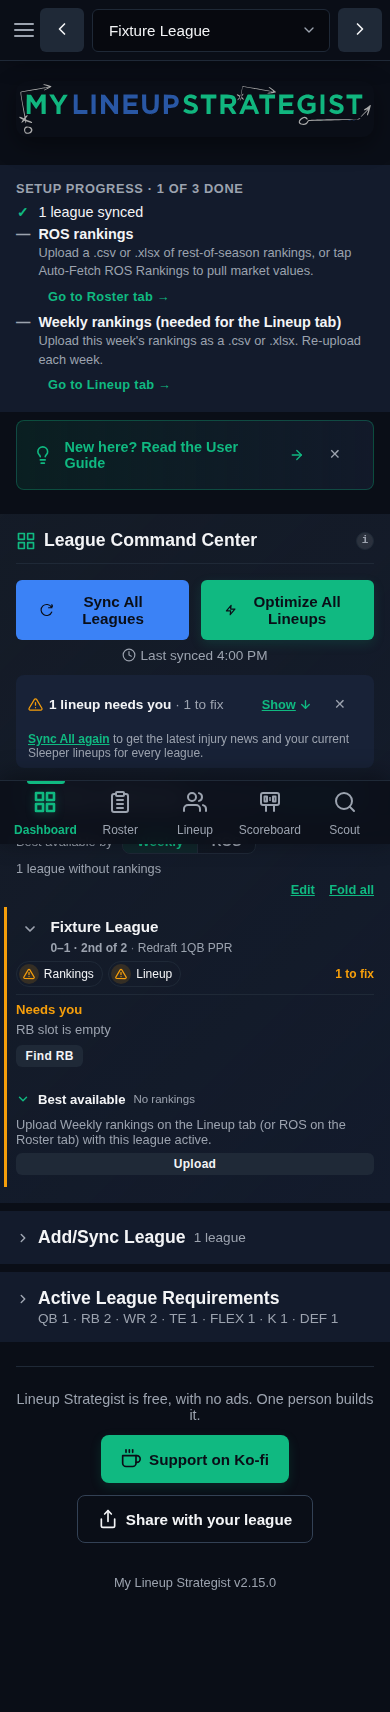 Fixture League
MY LINEUP STRATEGIST
SETUP PROGRESS · 1 OF 3 DONE
✓ 1 league synced
— ROS rankings
Upload a .csv or .xlsx of rest-of-season rankings, or tap
Auto-Fetch ROS Rankings to pull market values.
Go to Roster tab →
— Weekly rankings (needed for the Lineup tab)
Upload this week's rankings as a .csv or .xlsx. Re-upload
each week.
Go to Lineup tab →
New here? Read the User
Guide → ✕
League Command Center i
Sync All
Leagues
Optimize All
Lineups
Last synced 4:00 PM
1 lineup needs you · 1 to fix Show ↓ ✕
Sync All again to get the latest injury news and your current
Sleeper lineups for every league.
Dashboard Roster Lineup Scoreboard Scout
1 league without rankings
Edit Fold all
Fixture League
0–1 · 2nd of 2 · Redraft 1QB PPR
Rankings Lineup 1 to fix
Needs you
RB slot is empty
Find RB
Best available No rankings
Upload Weekly rankings on the Lineup tab (or ROS on the
Roster tab) with this league active.
Upload
Add/Sync League 1 league
Active League Requirements
QB 1 · RB 2 · WR 2 · TE 1 · FLEX 1 · K 1 · DEF 1
Lineup Strategist is free, with no ads. One person builds
it.
Support on Ko-fi
Share with your league
My Lineup Strategist v2.15.0